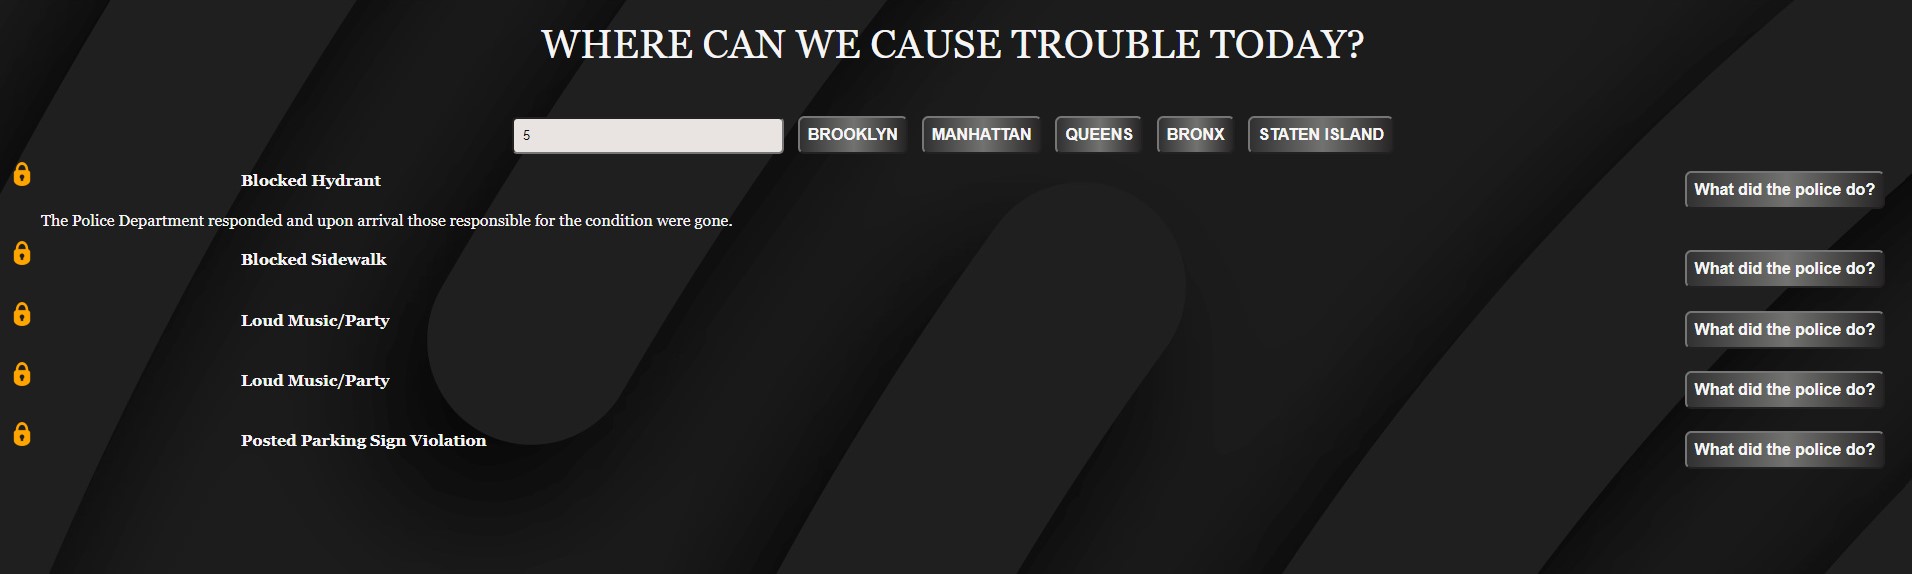 WHERE CAN WE CAUSE TROUBLE TODAY?
5 BROOKLYN MANHATTAN QUEENS BRONX STATEN ISLAND
Blocked Hydrant What did the police do?
The Police Department responded and upon arrival those responsible for the condition were gone.
Blocked Sidewalk What did the police do?
Loud Music/Party What did the police do?
Loud Music/Party What did the police do?
Posted Parking Sign Violation What did the police do?